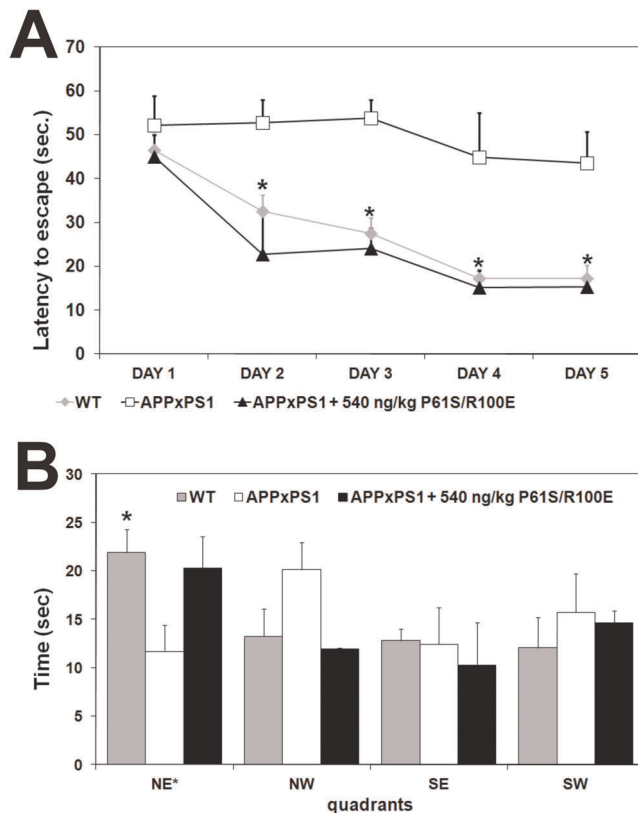 A
Latency to escape (sec.)
70
60
50
40
30
20
10
0
*
*
*
*
DAY 1 DAY 2 DAY 3 DAY 4 DAY 5
WT APPxPS1 APPxPS1 + 540 ng/kg P61S/R100E
B
Time (sec)
30
25
20
15
10
5
0
WT APPxPS1 APPxPS1 + 540 ng/kg P61S/R100E
*
NE* NW SE SW
quadrants